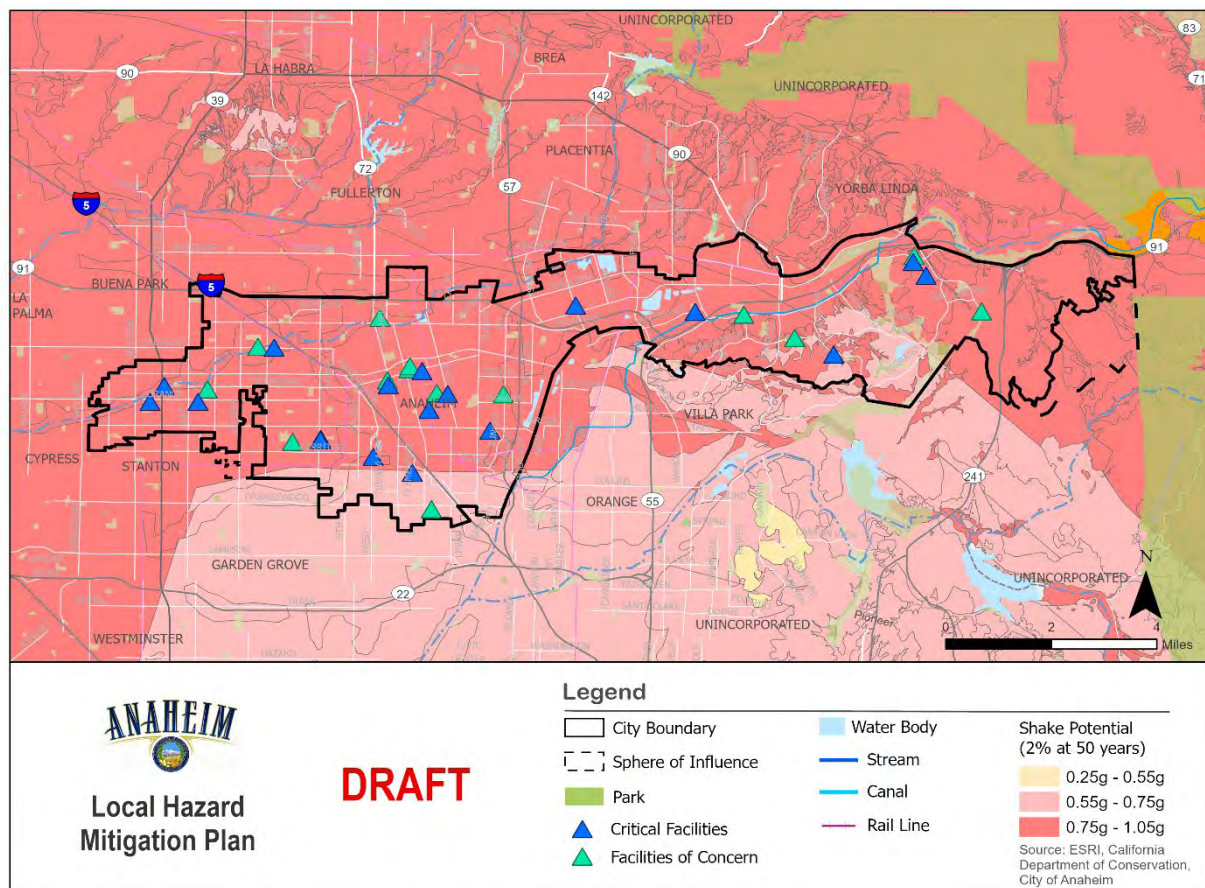 UNINCORPORATED
83
BREA
LA HABRA
90
71
UNINCORPORATED
39
142
PLACENTIA
90
72
57
FULLERTON
YORBA LINDA
5
91
91
5
BUENA PARK
LA
PALMA
ANAHEIM
VILLA PARK
CYPRESS
STANTON
241
ORANGE
55
N
GARDEN GROVE
UNINCORPORATED
22
UNINCORPORATED
Pioneer
WESTMINSTER
0 2 4
Miles
ANAHEIM
Local Hazard
Mitigation Plan
DRAFT
Legend
City Boundary
Sphere of Influence
Park
Critical Facilities
Facilities of Concern
Water Body
Stream
Canal
Rail Line
Shake Potential
(2% at 50 years)
0.25g - 0.55g
0.55g - 0.75g
0.75g - 1.05g
Source: ESRI, California
Department of Conservation,
City of Anaheim